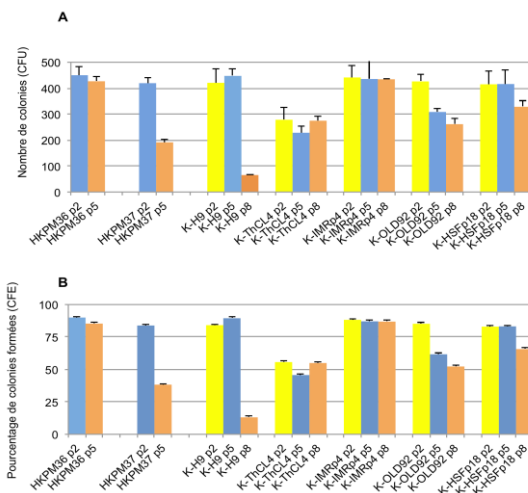 A
Nombre de colonies (CFU)
500
400
300
200
100
0
HKPM36 p2
HKPM36 p5
HKPM37 p2
HKPM37 p5
K-H9 p2
K-H9 p5
K-H9 p8
K-ThCL4 p2
K-ThCL4 p5
K-ThCL4 p8
K-IMRp4 p2
K-IMRp4 p5
K-IMRp4 p8
K-OLD92 p2
K-OLD92 p5
K-OLD92 p8
K-HSFp18 p2
K-HSFp18 p5
K-HSFp18 p8
B
Pourcentage de colonies formées (CFE)
100
75
50
25
0
HKPM36 p2
HKPM36 p5
HKPM37 p2
HKPM37 p5
K-H9 p2
K-H9 p5
K-H9 p8
K-ThCL4 p2
K-ThCL4 p5
K-ThCL4 p8
K-IMRp4 p2
K-IMRp4 p5
K-IMRp4 p8
K-OLD92 p2
K-OLD92 p5
K-OLD92 p8
K-HSFp18 p2
K-HSFp18 p5
K-HSFp18 p8